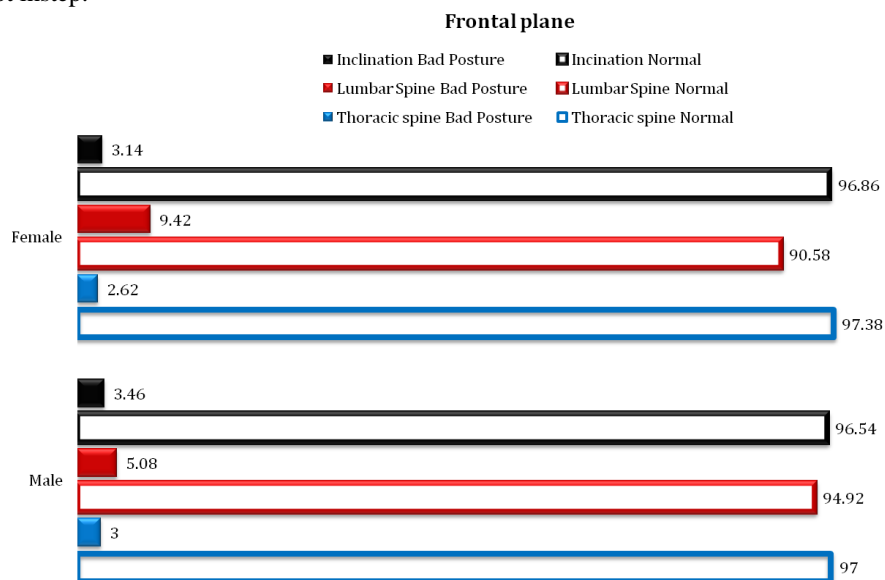 Frontal plane
Inclination Bad Posture
Incination Normal
Lumbar Spine Bad Posture
Lumbar Spine Normal
Thoracic spine Bad Posture
Thoracic spine Normal
3.14
96.86
9.42
Female
90.58
2.62
97.38
3.46
96.54
5.08
Male
94.92
3
97